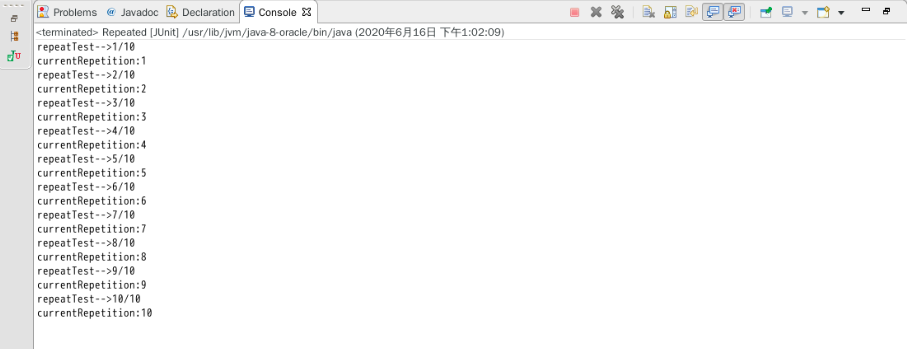 Problems @ Javadoc Declaration Console
<terminated> Repeated [JUnit] /usr/lib/jvm/java-8-oracle/bin/java (2020年6月16日 下午1:02:09)
repeatTest-->1/10
currentRepetition:1
repeatTest-->2/10
currentRepetition:2
repeatTest-->3/10
currentRepetition:3
repeatTest-->4/10
currentRepetition:4
repeatTest-->5/10
currentRepetition:5
repeatTest-->6/10
currentRepetition:6
repeatTest-->7/10
currentRepetition:7
repeatTest-->8/10
currentRepetition:8
repeatTest-->9/10
currentRepetition:9
repeatTest-->10/10
currentRepetition:10